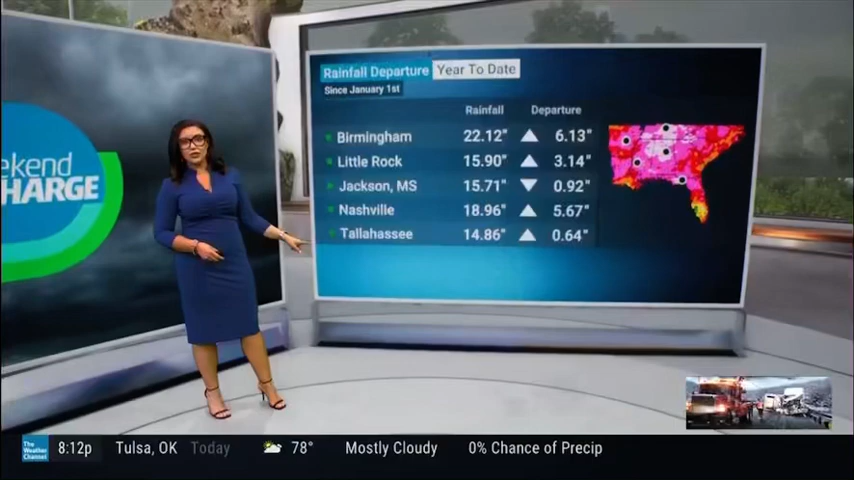 ekend
HARGE
Rainfall Departure Year To Date
Since January 1st
Rainfall Departure
Birmingham 22.12" ▲ 6.13"
Little Rock 15.90" ▲ 3.14"
Jackson, MS 15.71" ▼ 0.92"
Nashville 18.96" ▲ 5.67"
Tallahassee 14.86" ▲ 0.64"
The Weather Channel 8:12p Tulsa, OK Today 78° Mostly Cloudy 0% Chance of Precip